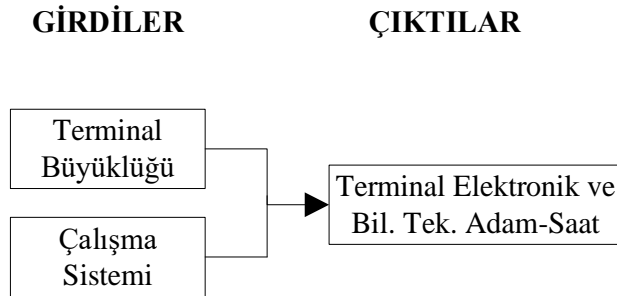 GİRDİLER
ÇIKTILAR
Terminal
Büyüklüğü
Çalışma
Sistemi
Terminal Elektronik ve
Bil. Tek. Adam-Saat